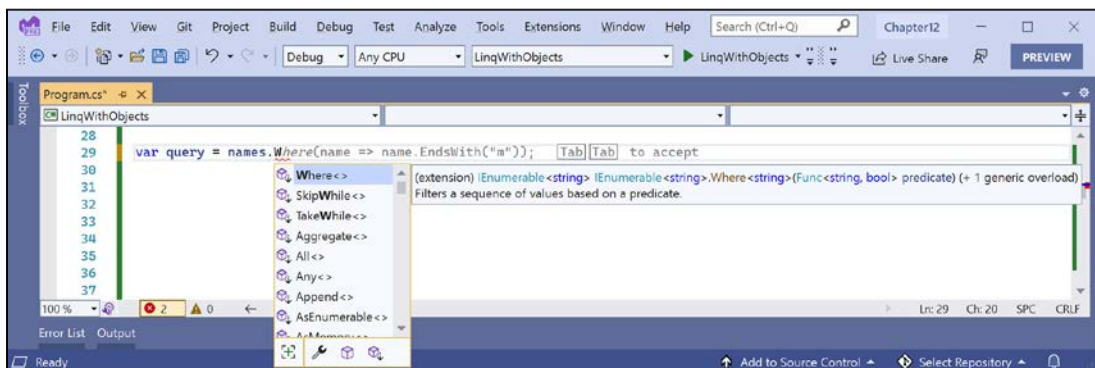 File Edit View Git Project Build Debug Test Analyze Tools Extensions Window Help Search (Ctrl+Q) Chapter12
Debug Any CPU LinqWithObjects LinqWithObjects Live Share PREVIEW
Toolbox
Program.cs*
LinqWithObjects
28
29 var query = names.Where(name => name.EndsWith("m")); Tab Tab to accept
30 Where<> (extension) IEnumerable<string> IEnumerable<string>.Where<string>(Func<string, bool> predicate) (+ 1 generic overload)
31 SkipWhile<> Filters a sequence of values based on a predicate.
32 TakeWhile<>
33 Aggregate<>
34 All<>
35 Any<>
36 Append<>
37 AsEnumerable<>
100 % 2 0 Ln: 29 Ch: 20 SPC CRLF
Error List Output
Ready Add to Source Control Select Repository